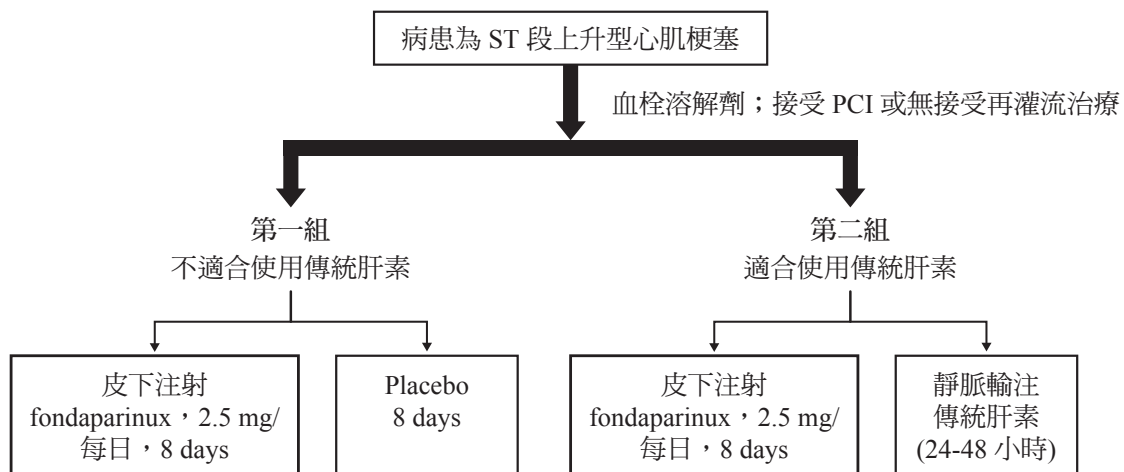 病患為 ST 段上升型心肌梗塞
血栓溶解劑；接受 PCI 或無接受再灌流治療
第一組
不適合使用傳統肝素
第二組
適合使用傳統肝素
皮下注射
fondaparinux，2.5 mg/
每日，8 days
Placebo
8 days
皮下注射
fondaparinux，2.5 mg/
每日，8 days
靜脈輸注
傳統肝素
(24-48 小時)